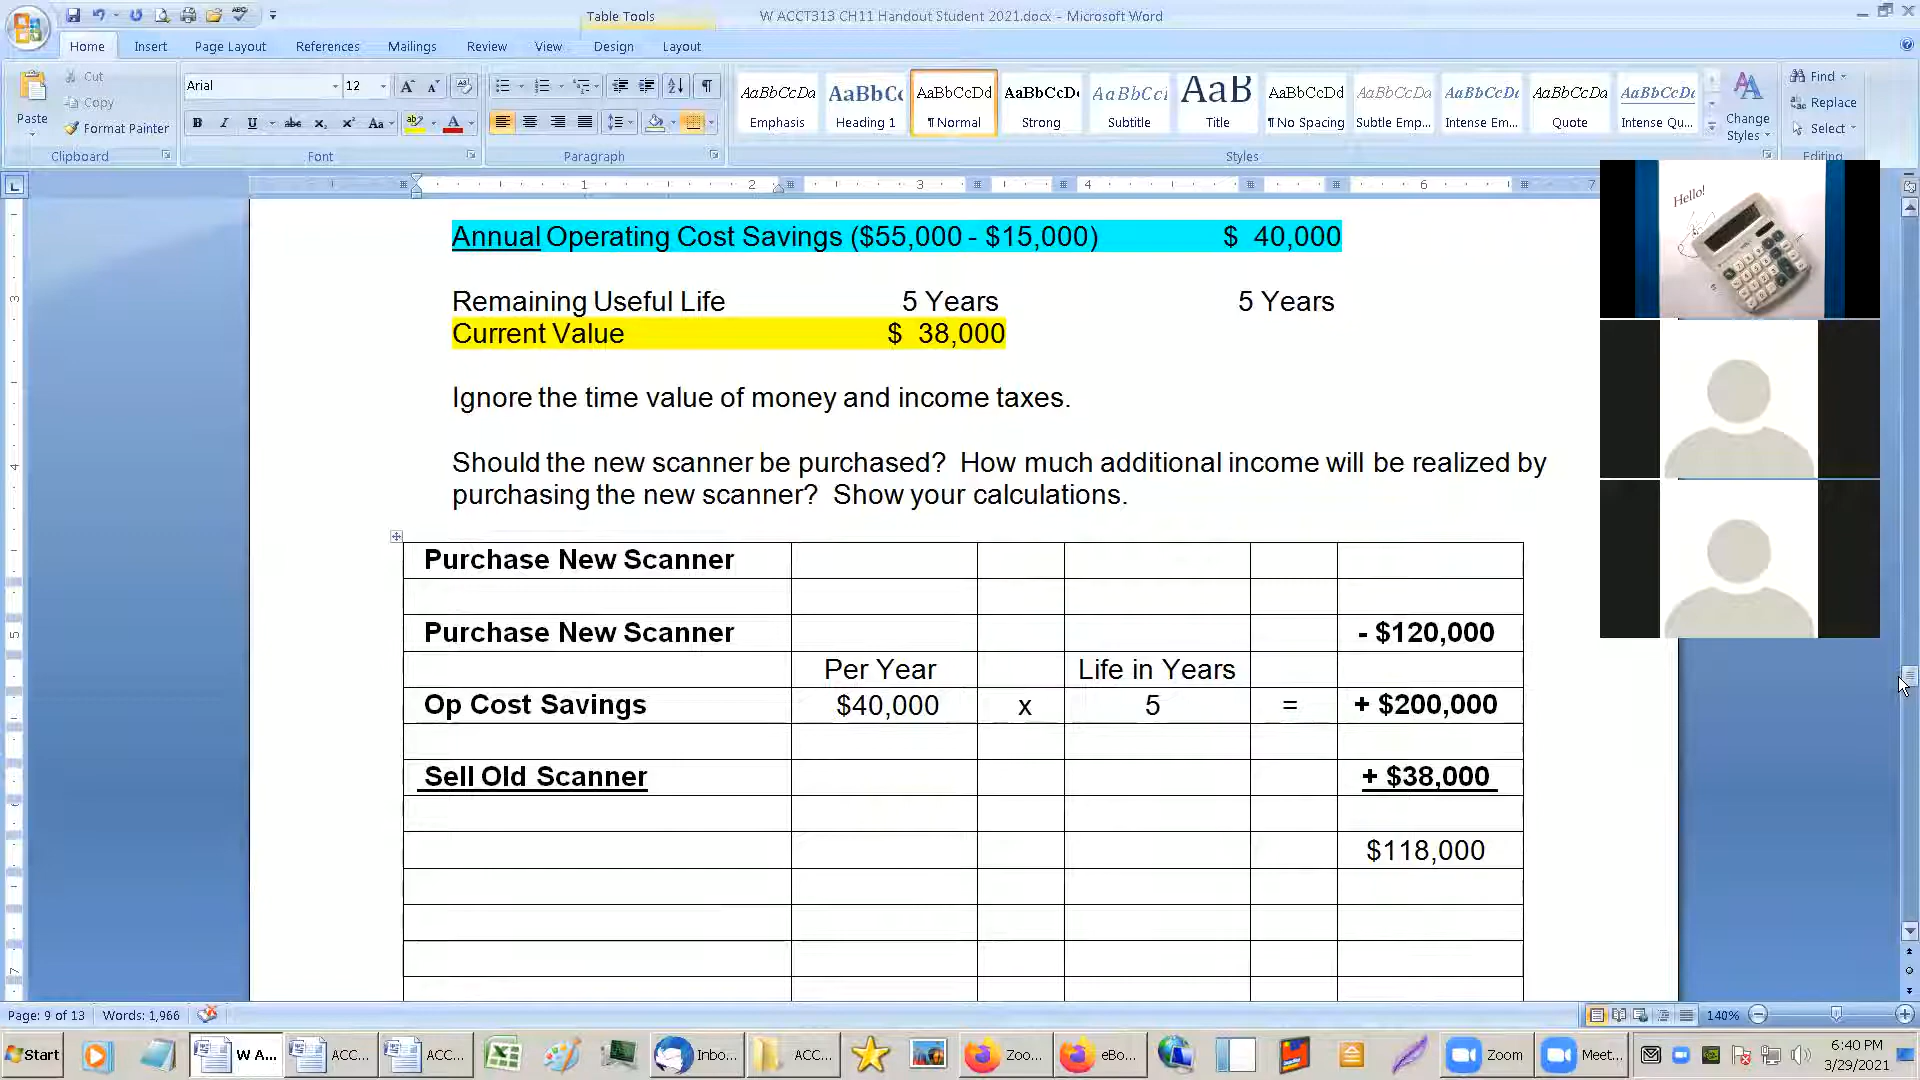 W ACCT313 CH11 Handout Student 2021.docx - Microsoft Word
Table Tools
Home Insert Page Layout References Mailings Review View Design Layout
Paste
Cut
Copy
Format Painter
Clipboard
Arial 12
Font
Paragraph
AaBbCcDd AaBbCc AaBbCcDd AaBbCcDc AaBbCcI AaB AaBbCcDd AaBbCcDd AaBbCcDd AaBbCcDd AaBbCcDd
Emphasis Heading 1 ¶ Normal Strong Subtitle Title ¶ No Spacing Subtle Emp... Intense Em... Quote Intense Qu...
Change Styles
Styles
Find
Replace
Select
Editing
Hello!
Annual Operating Cost Savings ($55,000 - $15,000) $ 40,000
Remaining Useful Life 5 Years 5 Years
Current Value $ 38,000
Ignore the time value of money and income taxes.
Should the new scanner be purchased? How much additional income will be realized by
purchasing the new scanner? Show your calculations.
Purchase New Scanner
Purchase New Scanner - $120,000
Per Year Life in Years
Op Cost Savings $40,000 x 5 = + $200,000
Sell Old Scanner + $38,000
$118,000
Page: 9 of 13 Words: 1,966 140%
Start W A... ACC... ACC... Inbo... ACC... Zoo... eBo... Zoom Meet... 6:40 PM
3/29/2021